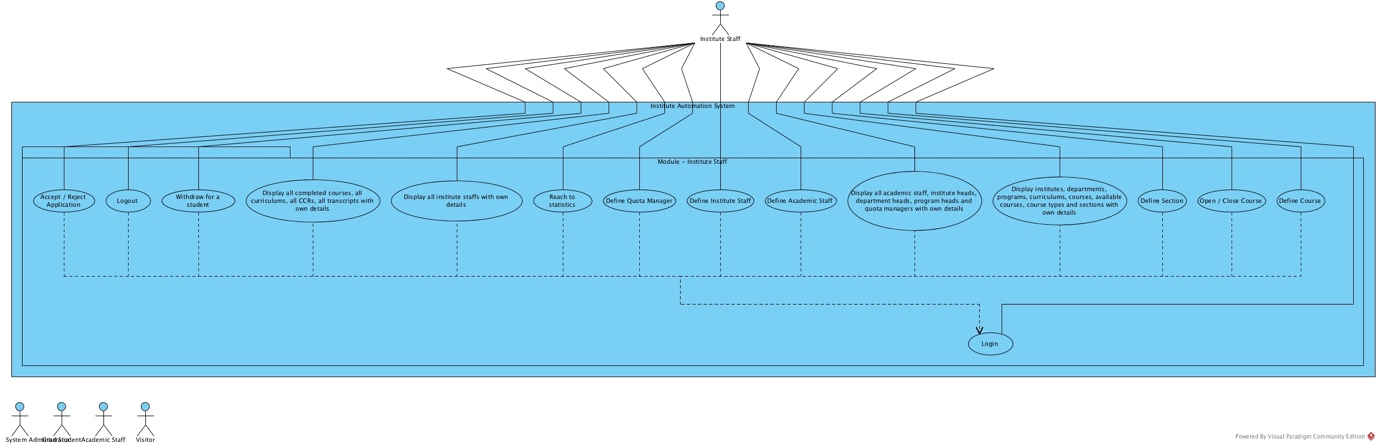 Institute Staff
Institute Automation System
Module - Institute Staff
Accept / Reject
Application
Logout
Withdraw for a
student
Display all completed courses, all
curriculums, all CCRs, all transcripts with
own details
Display all institute staffs with own
details
Reach to
statistics
Define Quota Manager
Define Institute Staff
Define Academic Staff
Display all academic staff, institute heads,
department heads, program heads and
quota managers with own details
Display institutes, departments,
programs, curriculums, courses, available
courses, course types and sections with
own details
Define Section
Open / Close Course
Define Course
Login
System
Student
Academic Staff
Visitor
Powered By Visual Paradigm Community Edition